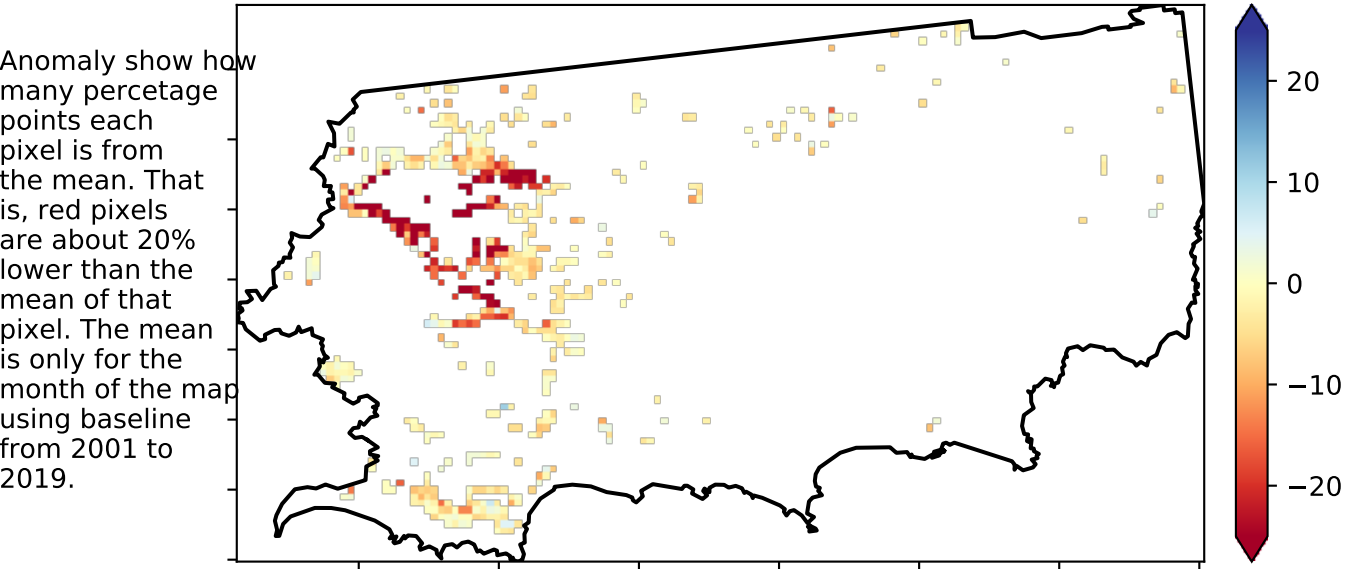 Anomaly show how
many percetage
points each
pixel is from
the mean. That
is, red pixels
are about 20%
lower than the
mean of that
pixel. The mean
is only for the
month of the map
using baseline
from 2001 to
2019.
20
10
0
−10
−20